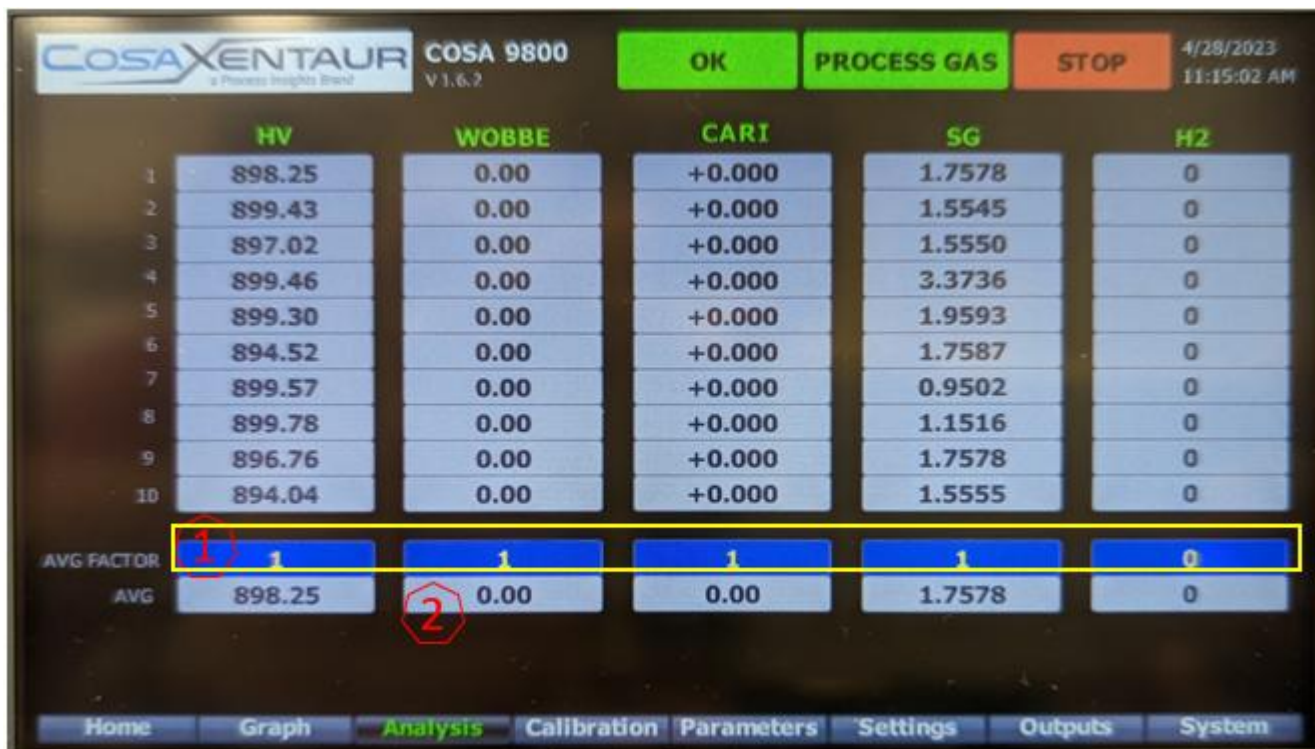 COSAXENTAUR COSA 9800 OK PROCESS GAS STOP 4/28/2023
a Process Insights Brand V 1.6.2 11:15:02 AM
HV WOBBE CARI SG H2
1 898.25 0.00 +0.000 1.7578 0
2 899.43 0.00 +0.000 1.5545 0
3 897.02 0.00 +0.000 1.5550 0
4 899.46 0.00 +0.000 3.3736 0
5 899.30 0.00 +0.000 1.9593 0
6 894.52 0.00 +0.000 1.7587 0
7 899.57 0.00 +0.000 0.9502 0
8 899.78 0.00 +0.000 1.1516 0
9 896.76 0.00 +0.000 1.7578 0
10 894.04 0.00 +0.000 1.5555 0
AVG FACTOR 1 1 1 1 1 0
AVG 898.25 2 0.00 0.00 1.7578 0
Home Graph Analysis Calibration Parameters Settings Outputs System